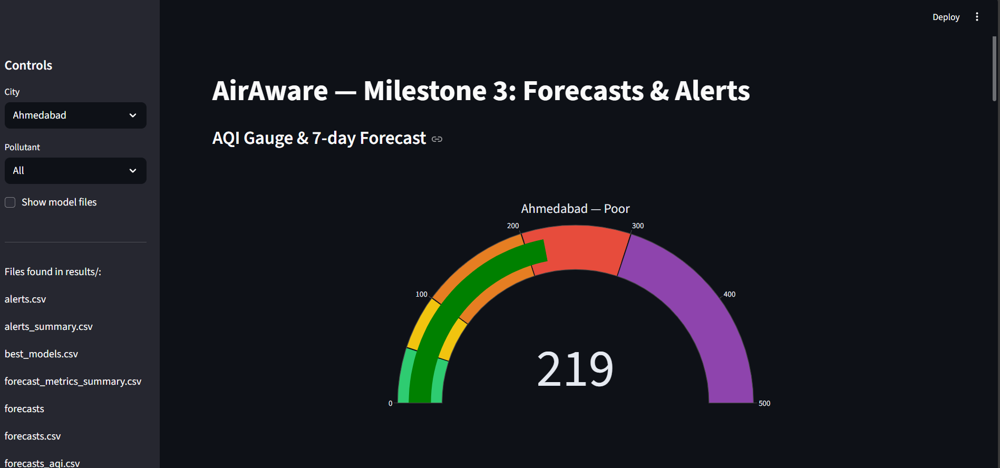 Deploy
Controls
City
Ahmedabad
Pollutant
All
Show model files
Files found in results/:
alerts.csv
alerts_summary.csv
best_models.csv
forecast_metrics_summary.csv
forecasts
forecasts.csv
forecasts_aqi.csv
AirAware — Milestone 3: Forecasts & Alerts
AQI Gauge & 7-day Forecast
Ahmedabad — Poor
200
300
100
400
219
0
500